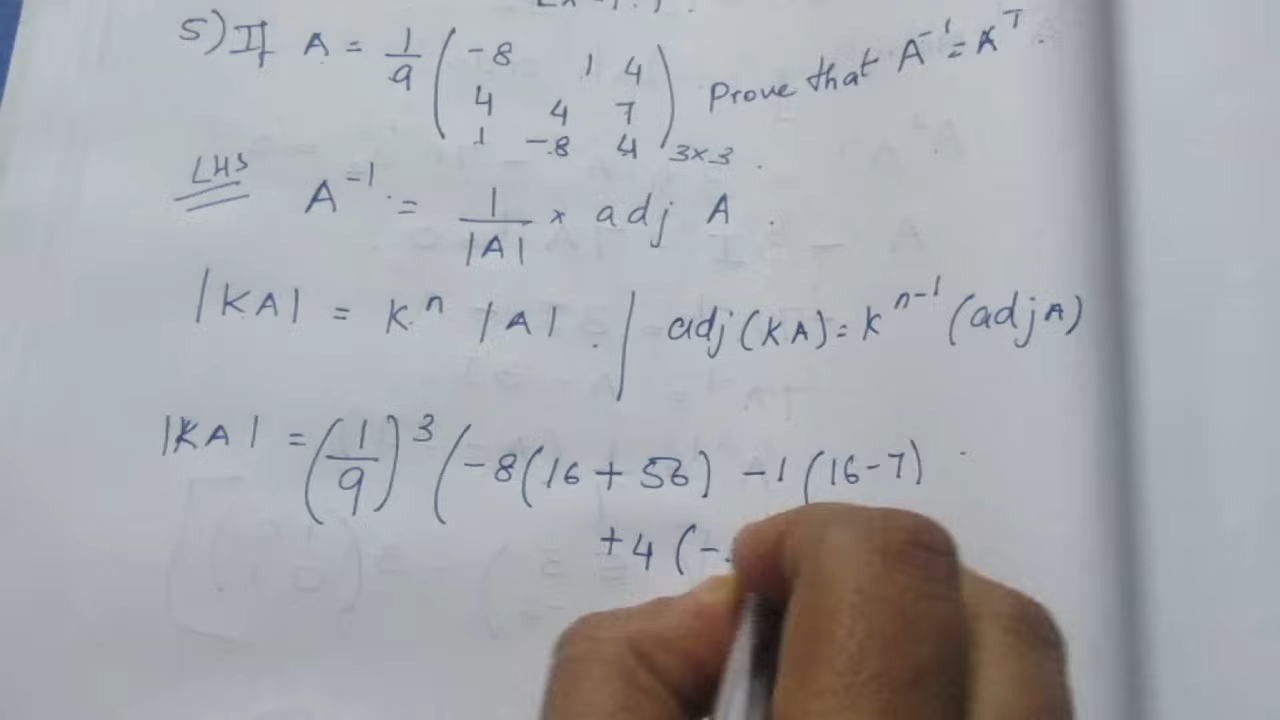 5) If A = 1/9 ( -8 1 4 Prove that A⁻¹ = Aᵀ.
4 4 7
1 -8 4 ) 3×3 .
LHS
A⁻¹ = 1/|A| × adj A .
|KA| = Kⁿ |A| . | adj(KA) = Kⁿ⁻¹ (adj A)
|KA| = (1/9)³ ( -8(16+56) -1(16-7)
+4(-